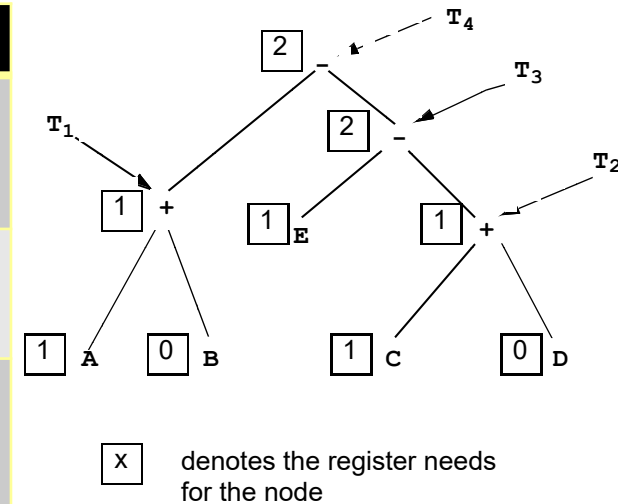 T4
2
-
T3
2
-
T1
T2
1 +
1 E
1 +
1 A
0 B
1 C
0 D
x denotes the register needs
for the node